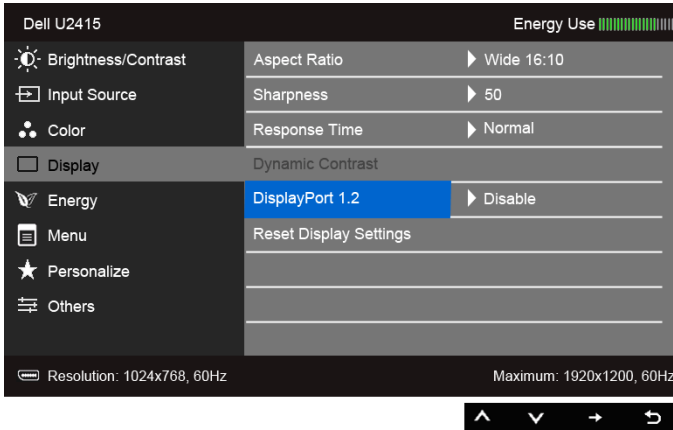 Dell U2415 Energy Use
Brightness/Contrast Aspect Ratio Wide 16:10
Input Source Sharpness 50
Color Response Time Normal
Display Dynamic Contrast
Energy DisplayPort 1.2 Disable
Menu Reset Display Settings
Personalize
Others
Resolution: 1024x768, 60Hz Maximum: 1920x1200, 60Hz